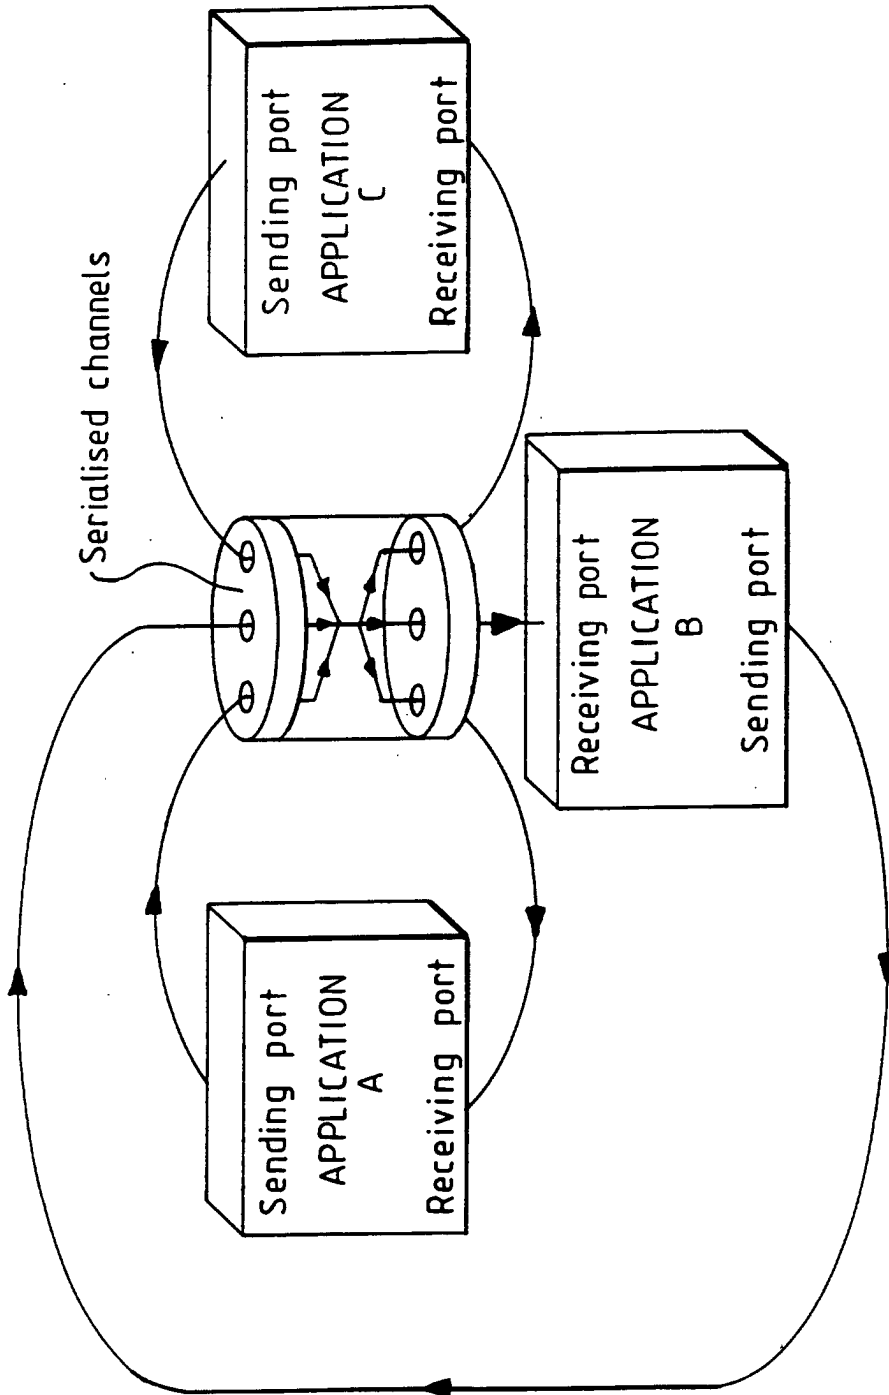 Serialised channels
Sending port
APPLICATION
A
Receiving port
Sending port
APPLICATION
C
Receiving port
Receiving port
APPLICATION
B
Sending port